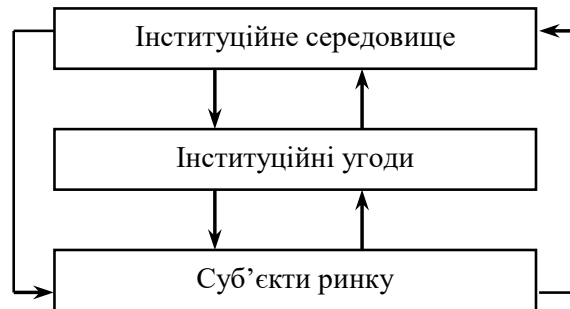 Інституційне середовище
Інституційні угоди
Суб’єкти ринку